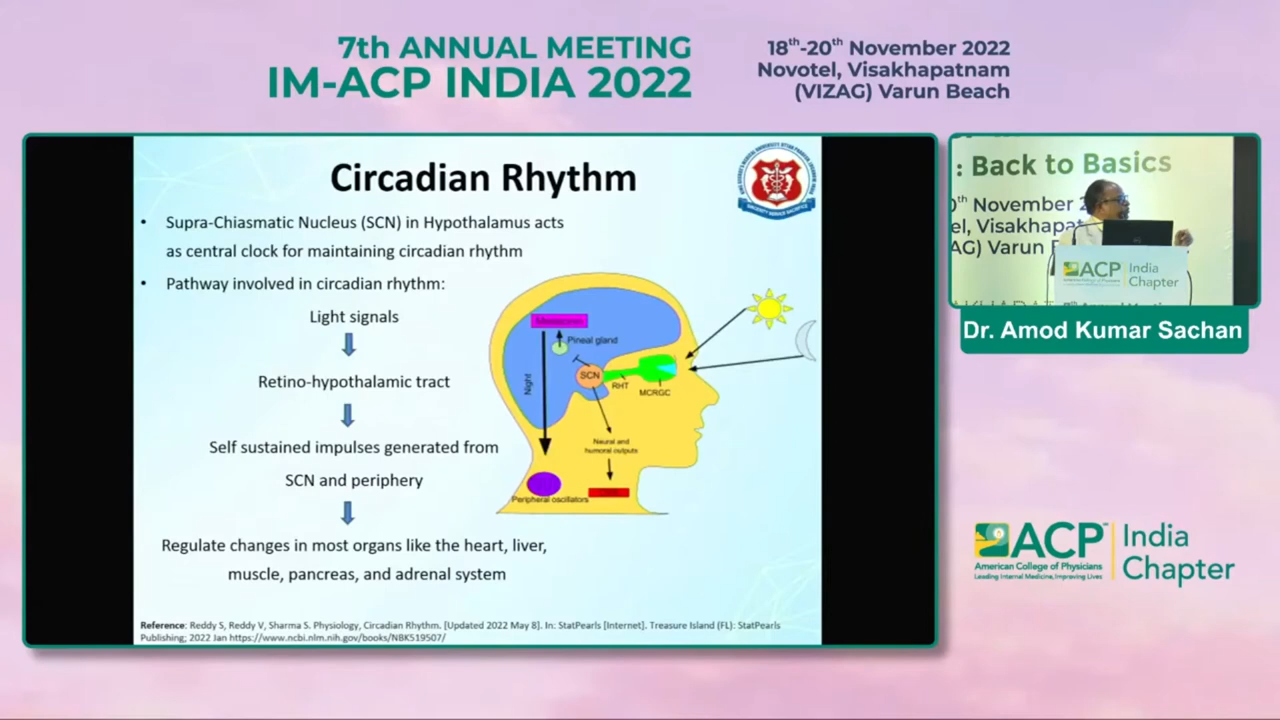 7th ANNUAL MEETING
IM-ACP INDIA 2022
18th-20th November 2022
Novotel, Visakhapatnam
(VIZAG) Varun Beach
Circadian Rhythm
• Supra-Chiasmatic Nucleus (SCN) in Hypothalamus acts
as central clock for maintaining circadian rhythm
• Pathway involved in circadian rhythm:
Light signals
Retino-hypothalamic tract
Self sustained impulses generated from
SCN and periphery
Regulate changes in most organs like the heart, liver,
muscle, pancreas, and adrenal system
Pineal gland
SCN
RHT
MCRGC
Night
Neural and
humoral outputs
Peripheral oscillators
Reference: Reddy S, Reddy V, Sharma S. Physiology, Circadian Rhythm. [Updated 2022 May 8]. In: StatPearls [Internet]. Treasure Island (FL): StatPearls
Publishing; 2022 Jan https://www.ncbi.nlm.nih.gov/books/NBK519507/
: Back to Basics
th November 2
el, Visakhapat
AG) Varun
ACP India
Chapter
Dr. Amod Kumar Sachan
ACP India
American College of Physicians Chapter
Leading Internal Medicine, Improving Lives